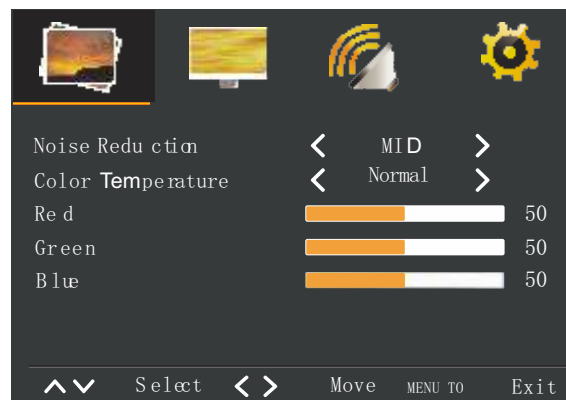 Noise Reduction MID
Color Temperature Normal
Red 50
Green 50
Blue 50
Select Move MENU TO Exit